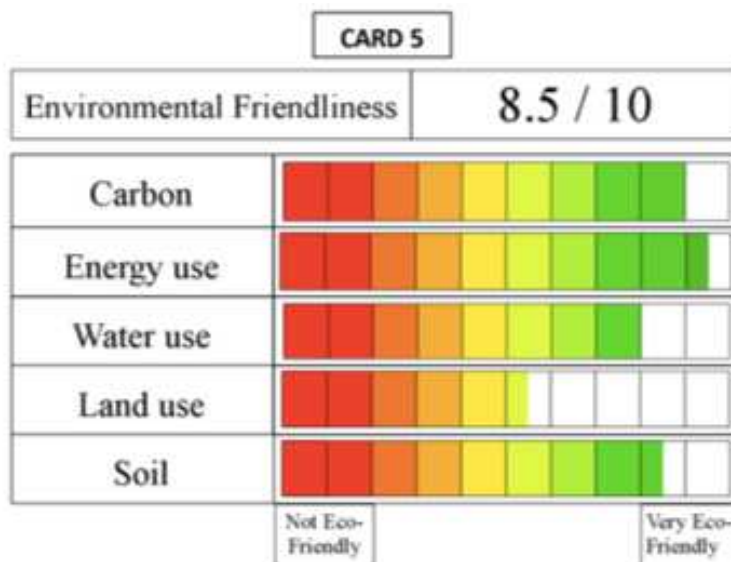 CARD 5
Environmental Friendliness 8.5 / 10
Carbon
Energy use
Water use
Land use
Soil
Not Eco-
Friendly
Very Eco-
Friendly